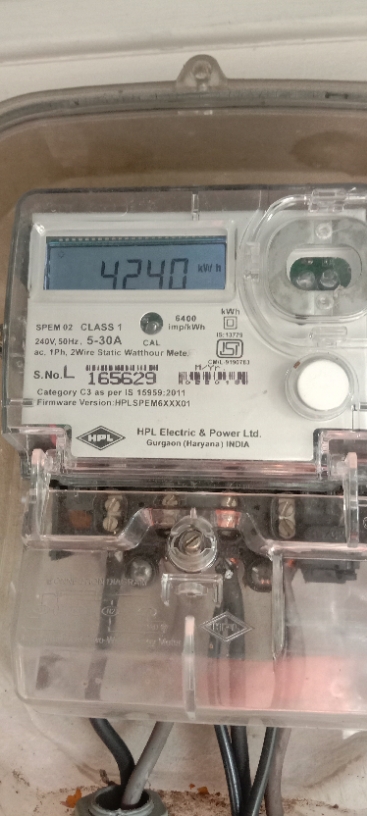 4240 kWh
kWh
6400
imp/kWh
SPEM 02 CLASS 1
240V, 50Hz. 5-30A CAL
IS:13779
ac, 1Ph, 2Wire Static Watthour Meter
ISI
M/Yr
S.No. L 165629
Category C3 as per IS 15959:2011
Firmware Version:HPLSPEM6XXX01
HPL
HPL Electric & Power Ltd.
Gurgaon (Haryana) INDIA
HPL